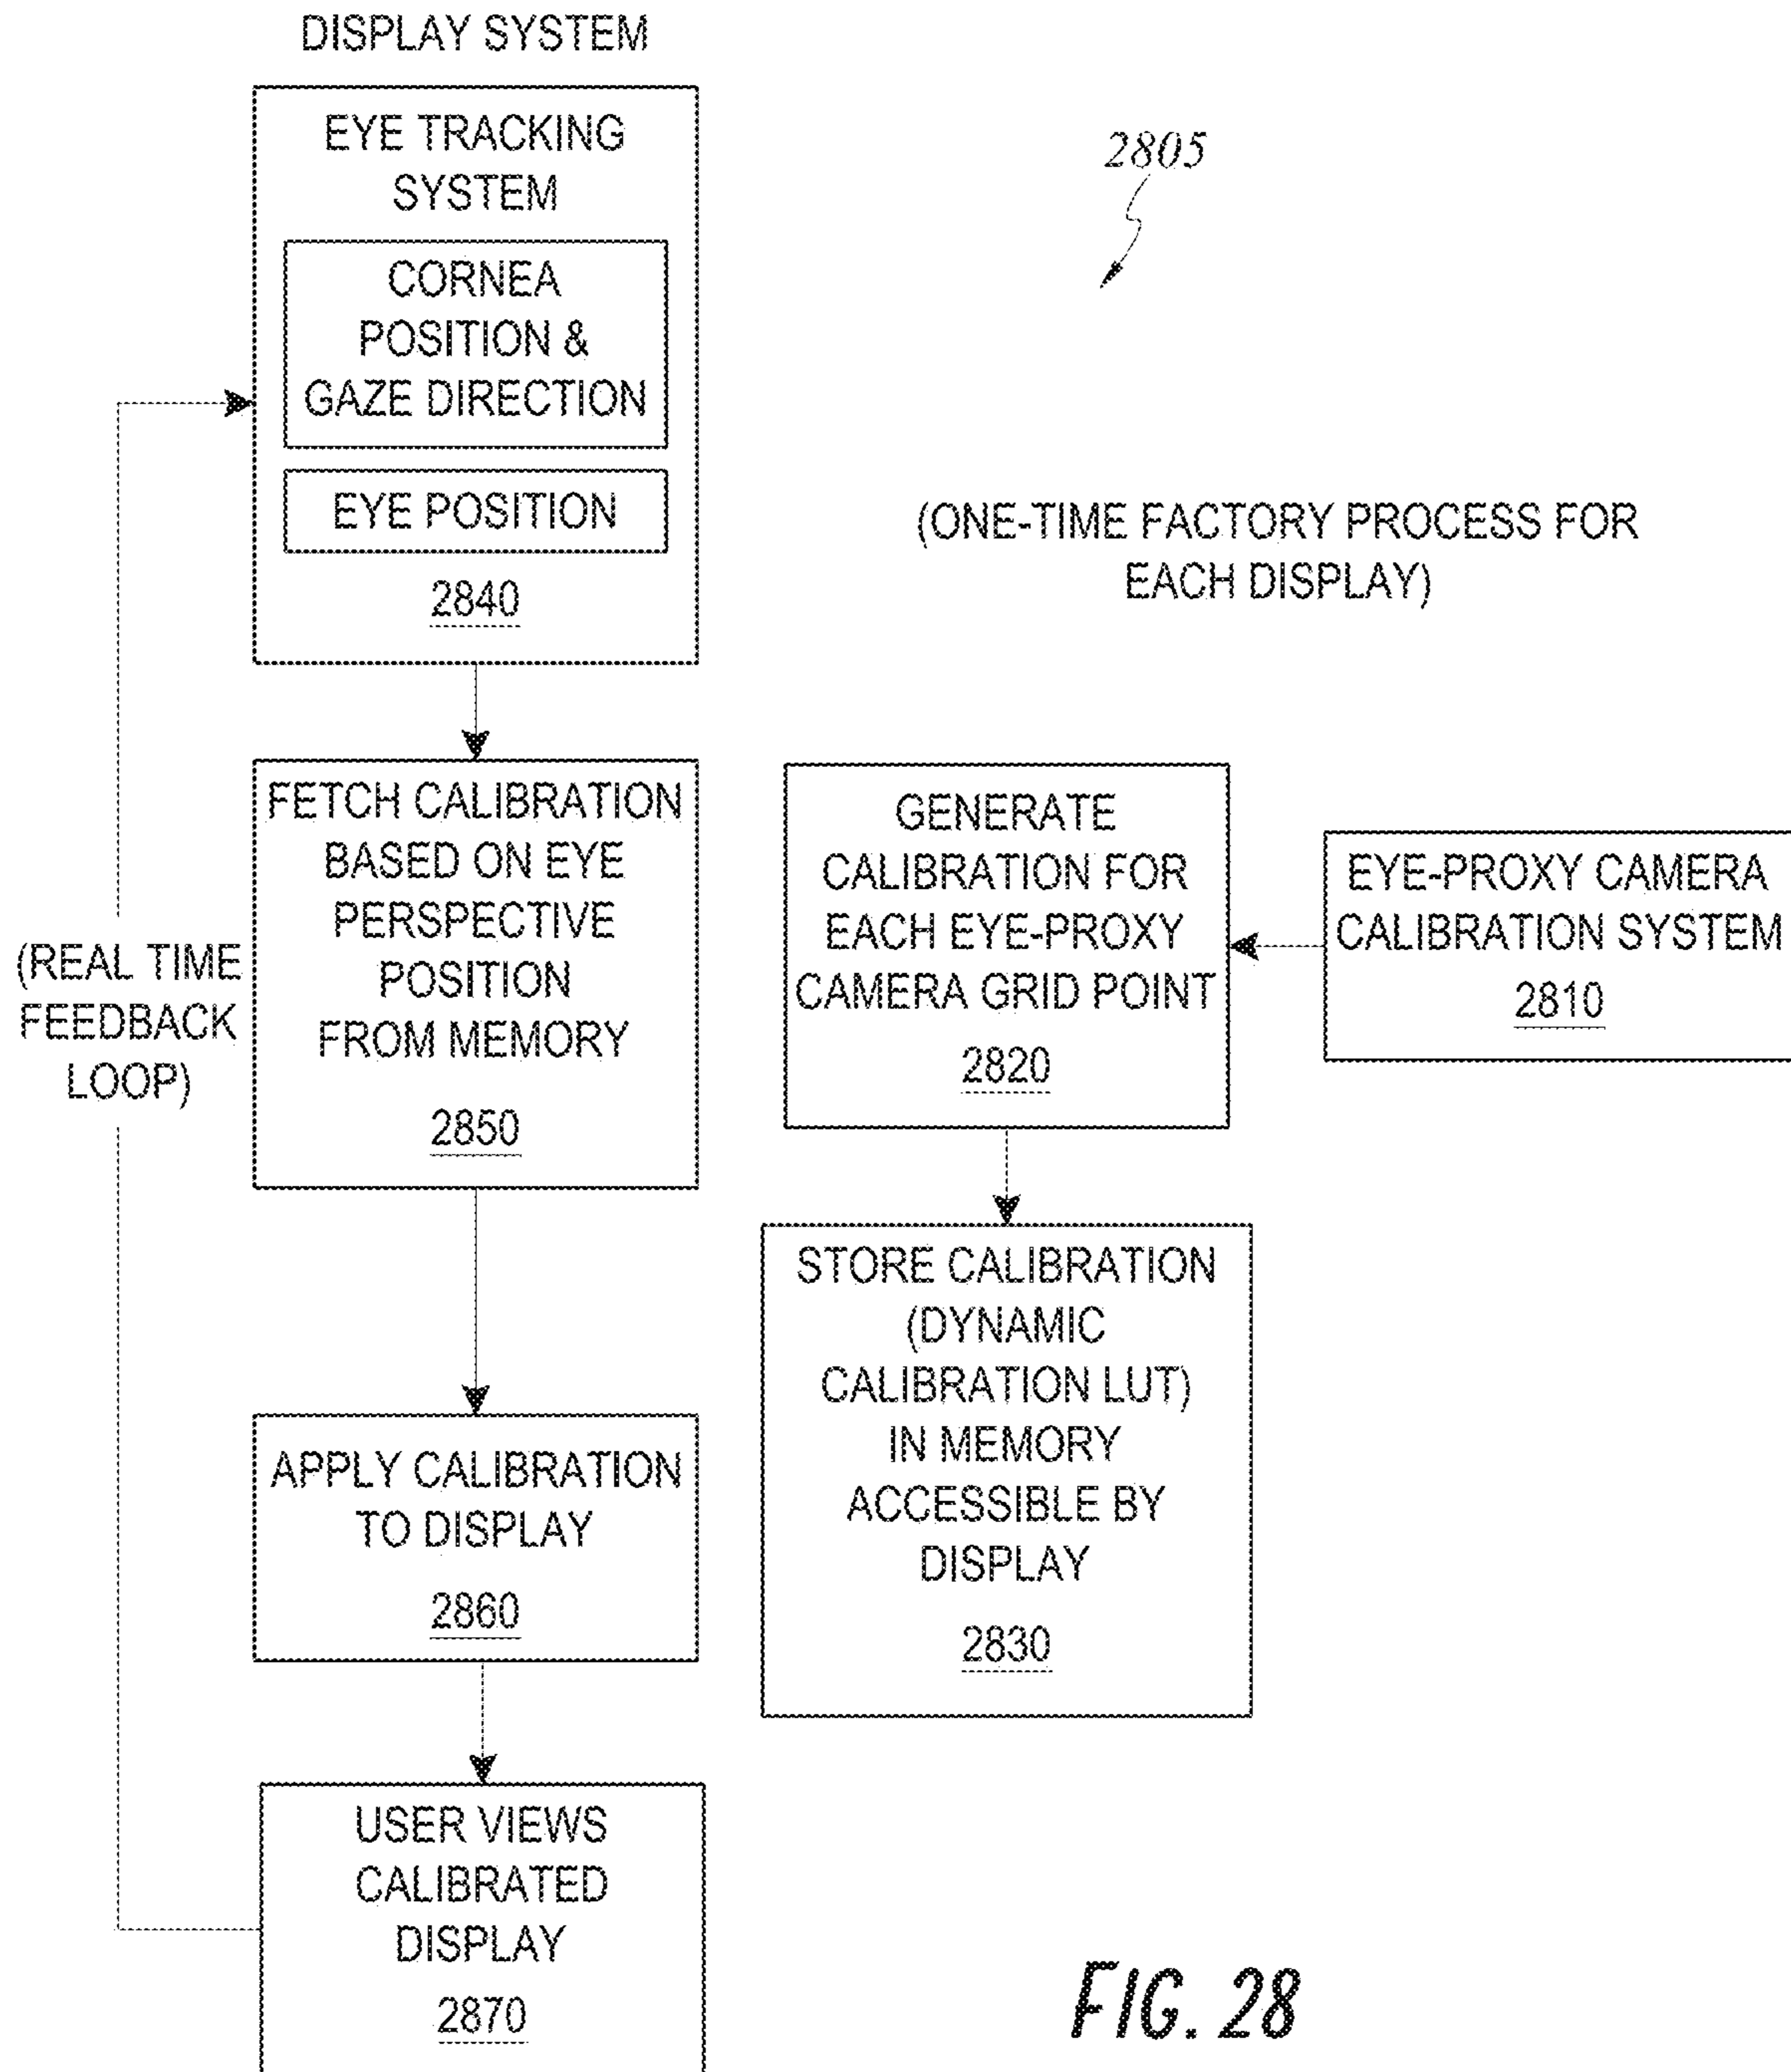 DISPLAY SYSTEM
EYE TRACKING
SYSTEM
CORNEA
POSITION &
GAZE DIRECTION
EYE POSITION
2840
2805
(ONE-TIME FACTORY PROCESS FOR
EACH DISPLAY)
(REAL TIME
FEEDBACK
LOOP)
FETCH CALIBRATION
BASED ON EYE
PERSPECTIVE
POSITION
FROM MEMORY
2850
GENERATE
CALIBRATION FOR
EACH EYE-PROXY
CAMERA GRID POINT
2820
EYE-PROXY CAMERA
CALIBRATION SYSTEM
2810
STORE CALIBRATION
(DYNAMIC
CALIBRATION LUT)
IN MEMORY
ACCESSIBLE BY
DISPLAY
2830
APPLY CALIBRATION
TO DISPLAY
2860
USER VIEWS
CALIBRATED
DISPLAY
2870
FIG. 28